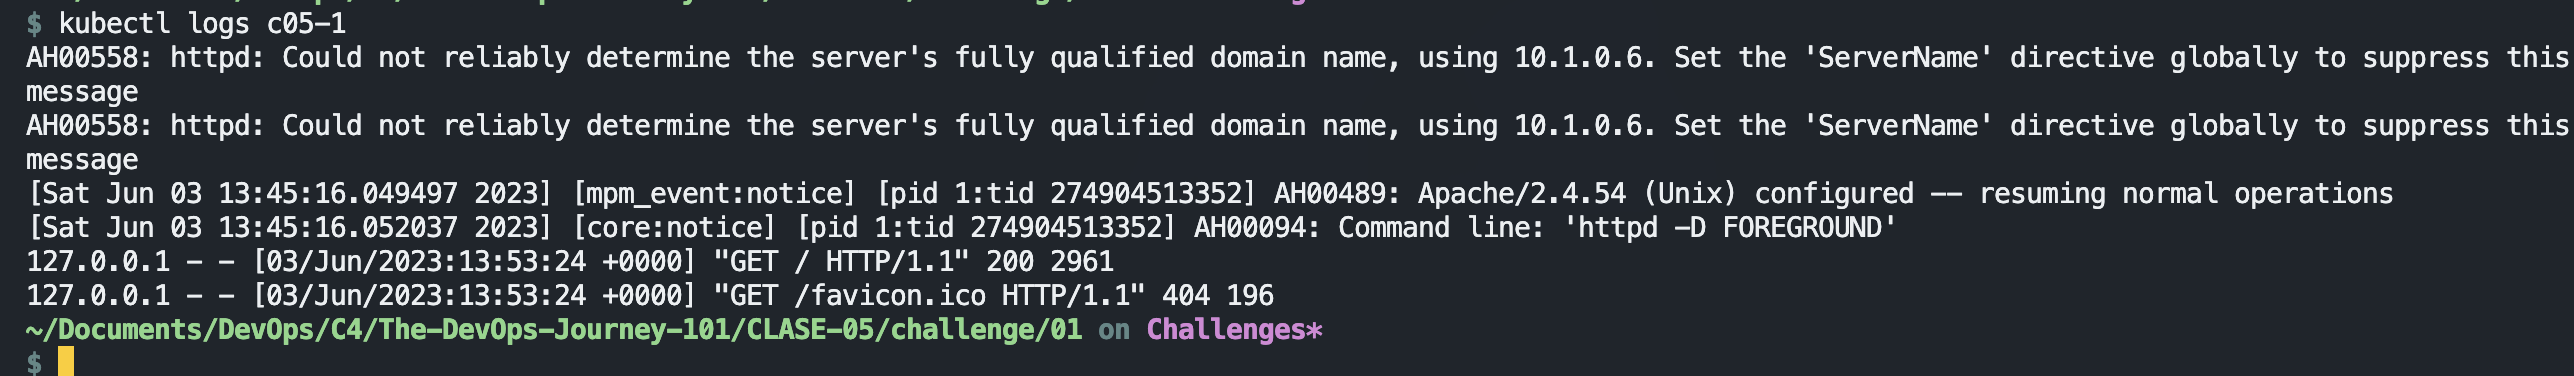 $ kubectl logs c05-1
AH00558: httpd: Could not reliably determine the server's fully qualified domain name, using 10.1.0.6. Set the 'ServerName' directive globally to suppress this
message
AH00558: httpd: Could not reliably determine the server's fully qualified domain name, using 10.1.0.6. Set the 'ServerName' directive globally to suppress this
message
[Sat Jun 03 13:45:16.049497 2023] [mpm_event:notice] [pid 1:tid 274904513352] AH00489: Apache/2.4.54 (Unix) configured -- resuming normal operations
[Sat Jun 03 13:45:16.052037 2023] [core:notice] [pid 1:tid 274904513352] AH00094: Command line: 'httpd -D FOREGROUND'
127.0.0.1 - - [03/Jun/2023:13:53:24 +0000] "GET / HTTP/1.1" 200 2961
127.0.0.1 - - [03/Jun/2023:13:53:24 +0000] "GET /favicon.ico HTTP/1.1" 404 196
~/Documents/DevOps/C4/The-DevOps-Journey-101/CLASE-05/challenge/01 on Challenges*
$